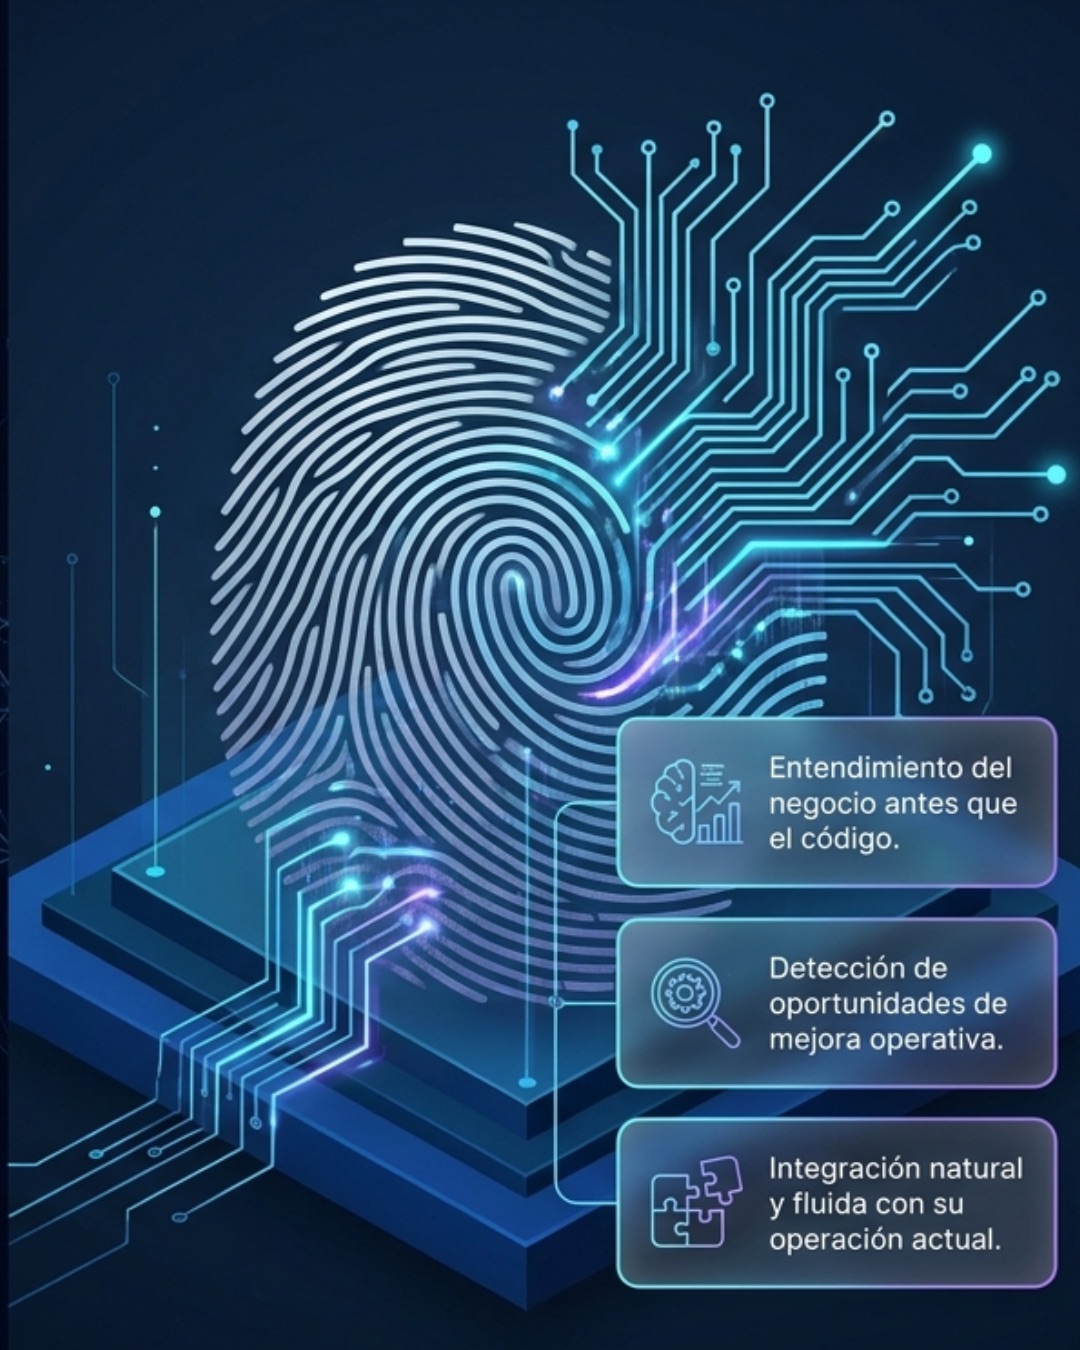 Entendimiento del
negocio antes que
el código.
Detección de
oportunidades de
mejora operativa.
Integración natural
y fluida con su
operación actual.